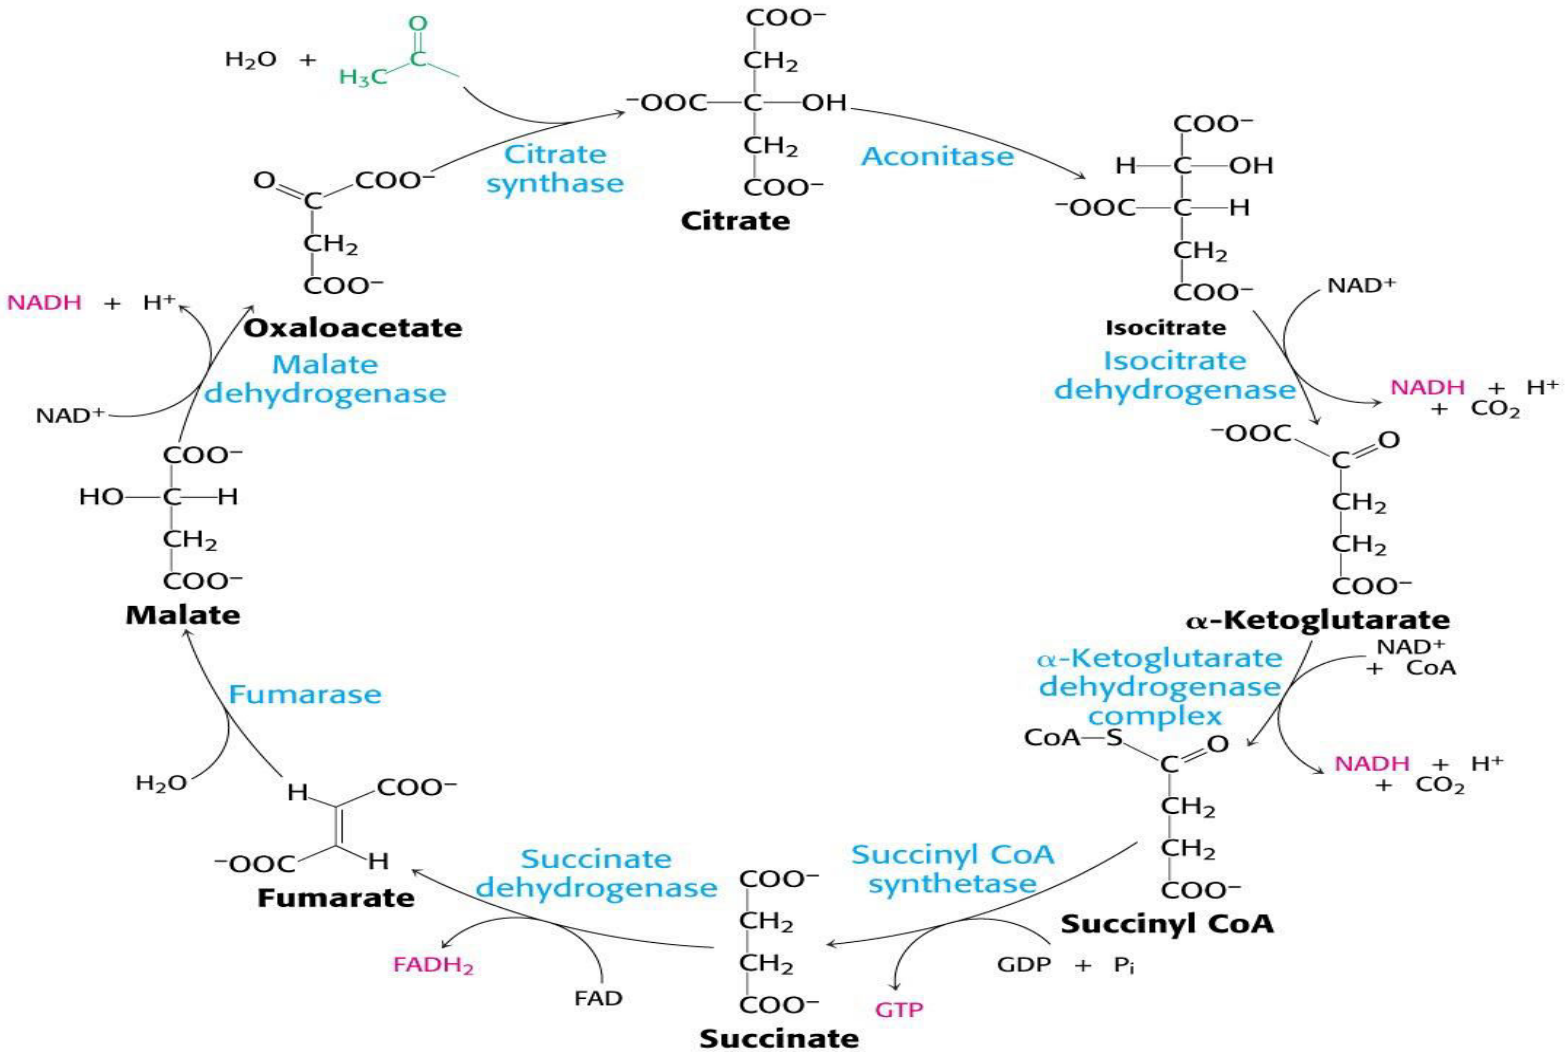 H₂O +
O
C
H₃C
Citrate
synthase
COO⁻
CH₂
⁻OOC—C—OH
CH₂
COO⁻
Citrate
Aconitase
COO⁻
H—C—OH
⁻OOC—C—H
CH₂
COO⁻
Isocitrate
Isocitrate
dehydrogenase
NAD⁺
NADH + H⁺
+ CO₂
⁻OOC
O
C
CH₂
CH₂
COO⁻
α-Ketoglutarate
α-Ketoglutarate
dehydrogenase
complex
NAD⁺
+ CoA
NADH + H⁺
+ CO₂
CoA—S
O
C
CH₂
CH₂
COO⁻
Succinyl CoA
Succinyl CoA
synthetase
GDP + Pᵢ
GTP
COO⁻
CH₂
CH₂
COO⁻
Succinate
Succinate
dehydrogenase
FAD
FADH₂
H
COO⁻
⁻OOC
H
Fumarate
Fumarase
H₂O
COO⁻
HO—C—H
CH₂
COO⁻
Malate
Malate
dehydrogenase
NAD⁺
NADH + H⁺
O
COO⁻
C
CH₂
COO⁻
Oxaloacetate